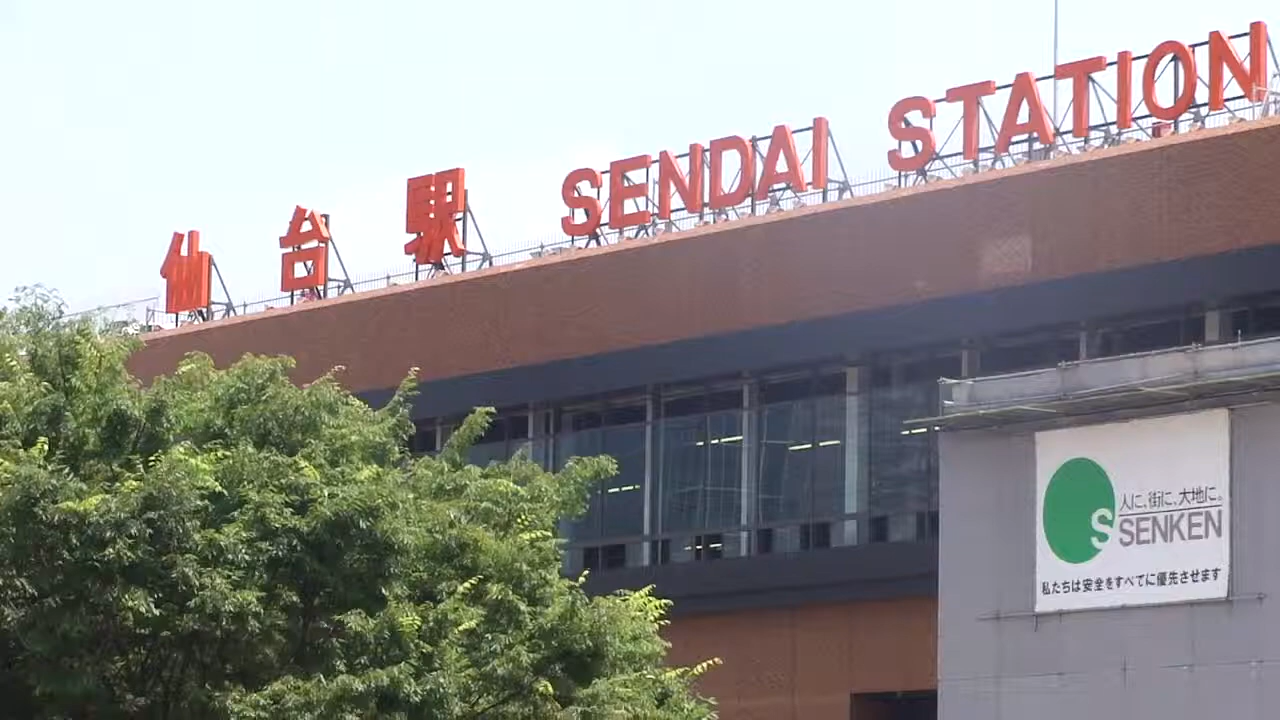 仙台駅 SENDAI STATION
人に、街に、大地に。
S SENKEN
私たちは安全をすべてに優先させます